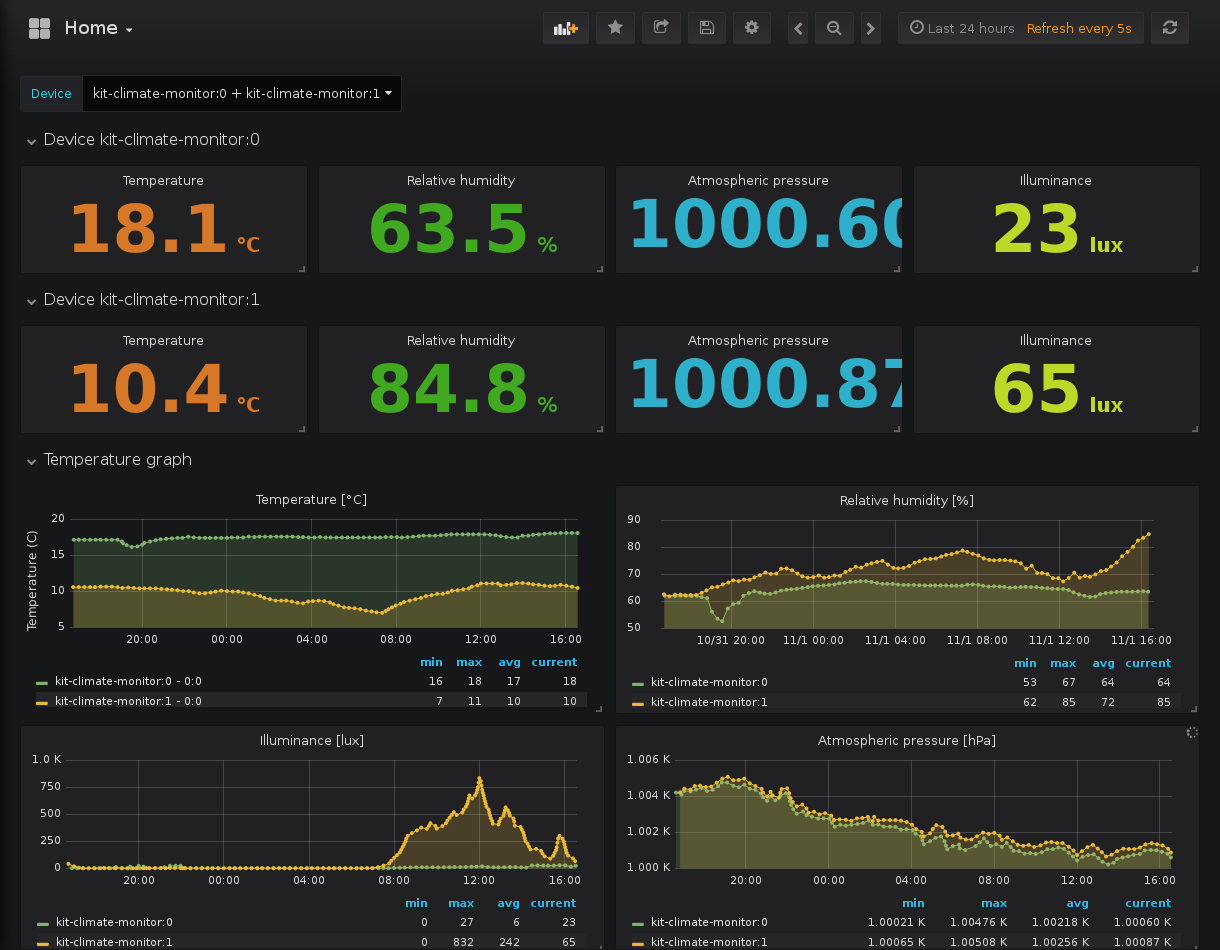 Home
Last 24 hours Refresh every 5s
Device kit-climate-monitor:0 + kit-climate-monitor:1
Device kit-climate-monitor:0
Temperature Relative humidity Atmospheric pressure Illuminance
18.1 °C 63.5 % 1000.60 23 lux
Device kit-climate-monitor:1
Temperature Relative humidity Atmospheric pressure Illuminance
10.4 °C 84.8 % 1000.87 65 lux
Temperature graph
Temperature [°C]
Temperature (C)
20
15
10
5
20:00 00:00 04:00 08:00 12:00 16:00
min max avg current
kit-climate-monitor:0 - 0:0 16 18 17 18
kit-climate-monitor:1 - 0:0 7 11 10 10
Relative humidity [%]
90
80
70
60
50
10/31 20:00 11/1 00:00 11/1 04:00 11/1 08:00 11/1 12:00 11/1 16:00
min max avg current
kit-climate-monitor:0 53 67 64 64
kit-climate-monitor:1 62 85 72 85
Illuminance [lux]
1.0 K
750
500
250
0
20:00 00:00 04:00 08:00 12:00 16:00
min max avg current
kit-climate-monitor:0 0 27 6 23
kit-climate-monitor:1 0 832 242 65
Atmospheric pressure [hPa]
1.006 K
1.004 K
1.002 K
1.000 K
20:00 00:00 04:00 08:00 12:00 16:00
min max avg current
kit-climate-monitor:0 1.00021 K 1.00476 K 1.00218 K 1.00060 K
kit-climate-monitor:1 1.00065 K 1.00508 K 1.00256 K 1.00087 K